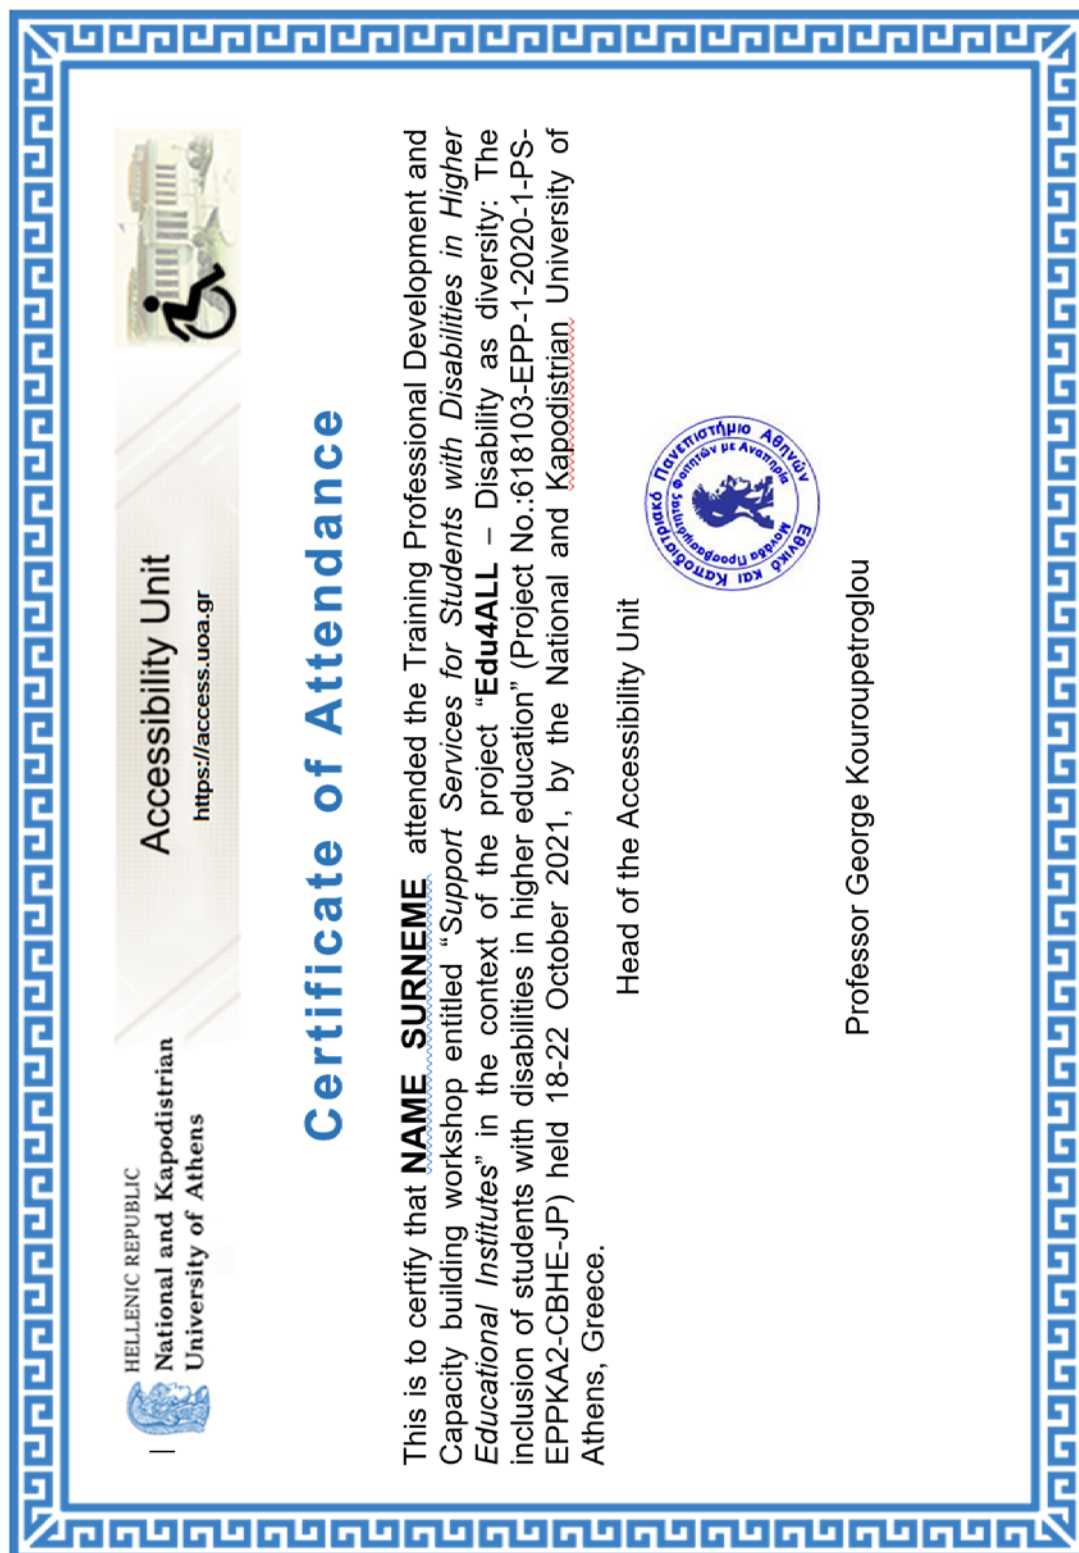 HELLENIC REPUBLIC
National and Kapodistrian
University of Athens
Accessibility Unit
https://access.uoa.gr
Certificate of Attendance
This is to certify that NAME SURNEME attended the Training Professional Development and
Capacity building workshop entitled “Support Services for Students with Disabilities in Higher
Educational Institutes” in the context of the project “Edu4ALL – Disability as diversity: The
inclusion of students with disabilities in higher education” (Project No.:618103-EPP-1-2020-1-PS-
EPPKA2-CBHE-JP) held 18-22 October 2021, by the National and Kapodistrian University of
Athens, Greece.
Head of the Accessibility Unit
Εθνικό και Καποδιστριακό Πανεπιστήμιο Αθηνών
Μονάδα Προσβασιμότητας Φοιτητών με Αναπηρία
Professor George Kouroupetroglou